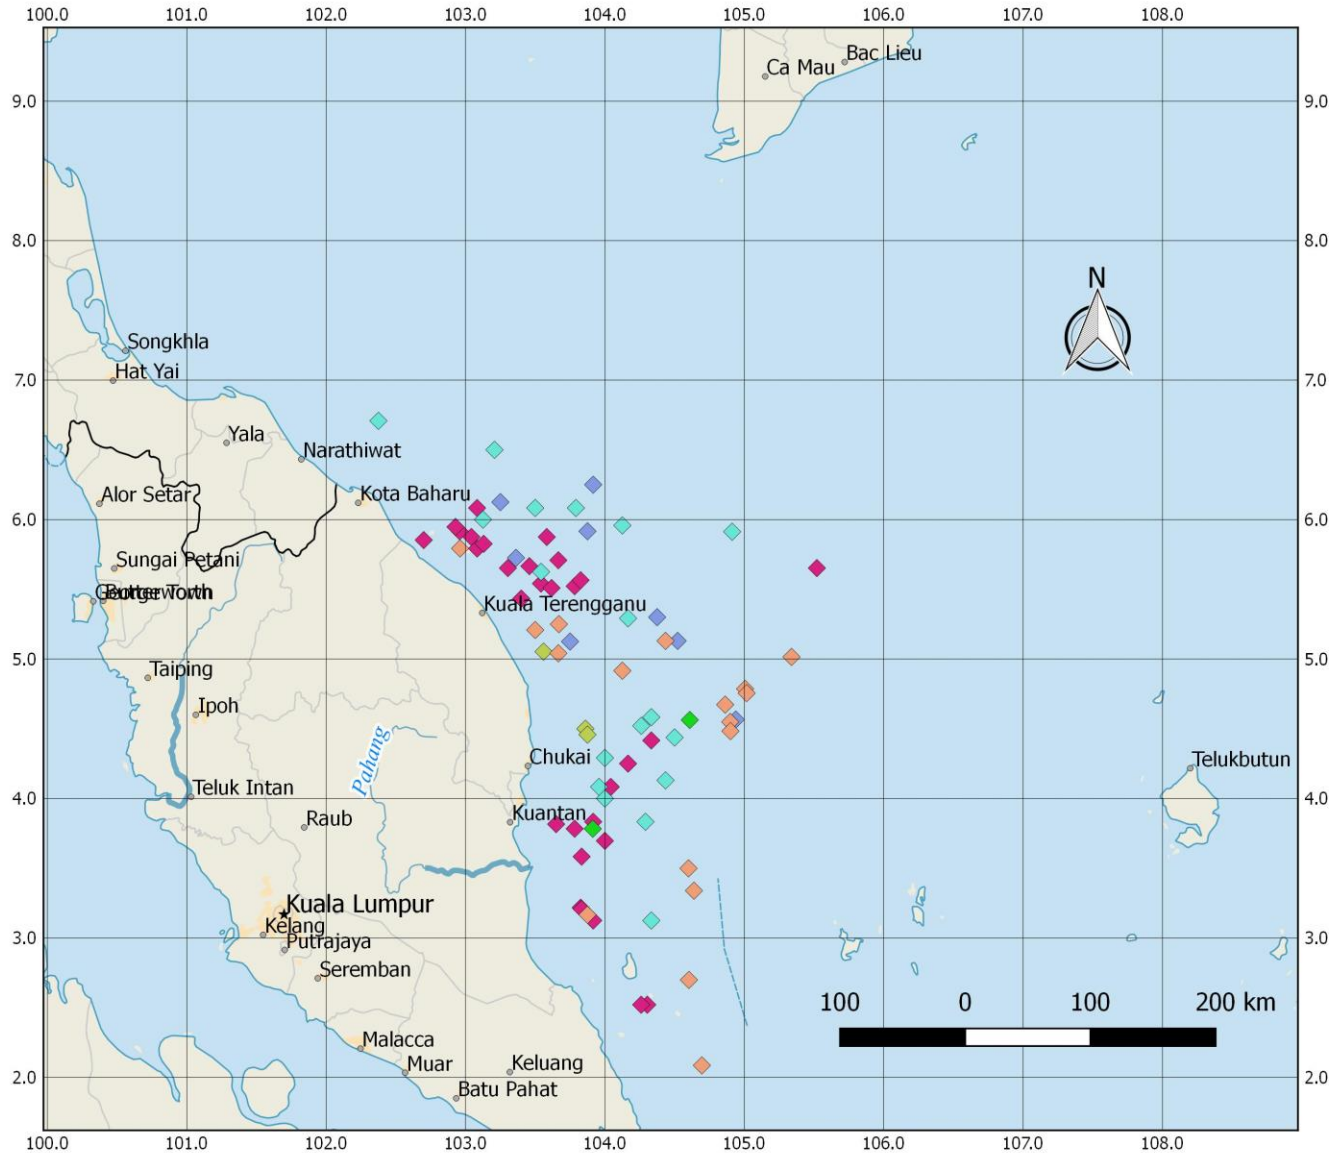 100.0 101.0 102.0 103.0 104.0 105.0 106.0 107.0 108.0
Bac Lieu
Ca Mau
9.0 9.0
8.0 8.0
N
Songkhla
Hat Yai
7.0 7.0
Yala
Narathiwat
Alor Setar
Kota Baharu
6.0 6.0
Sungai Petani
George Town
Butterworth
Kuala Terengganu
5.0 5.0
Taiping
Ipoh
Pahang
Chukai
Telukbutun
Teluk Intan
4.0 4.0
Raub
Kuantan
Kuala Lumpur
Kelang
3.0 3.0
Putrajaya
Seremban
100 0 100 200 km
Malacca
Muar
Keluang
2.0 2.0
Batu Pahat
100.0 101.0 102.0 103.0 104.0 105.0 106.0 107.0 108.0